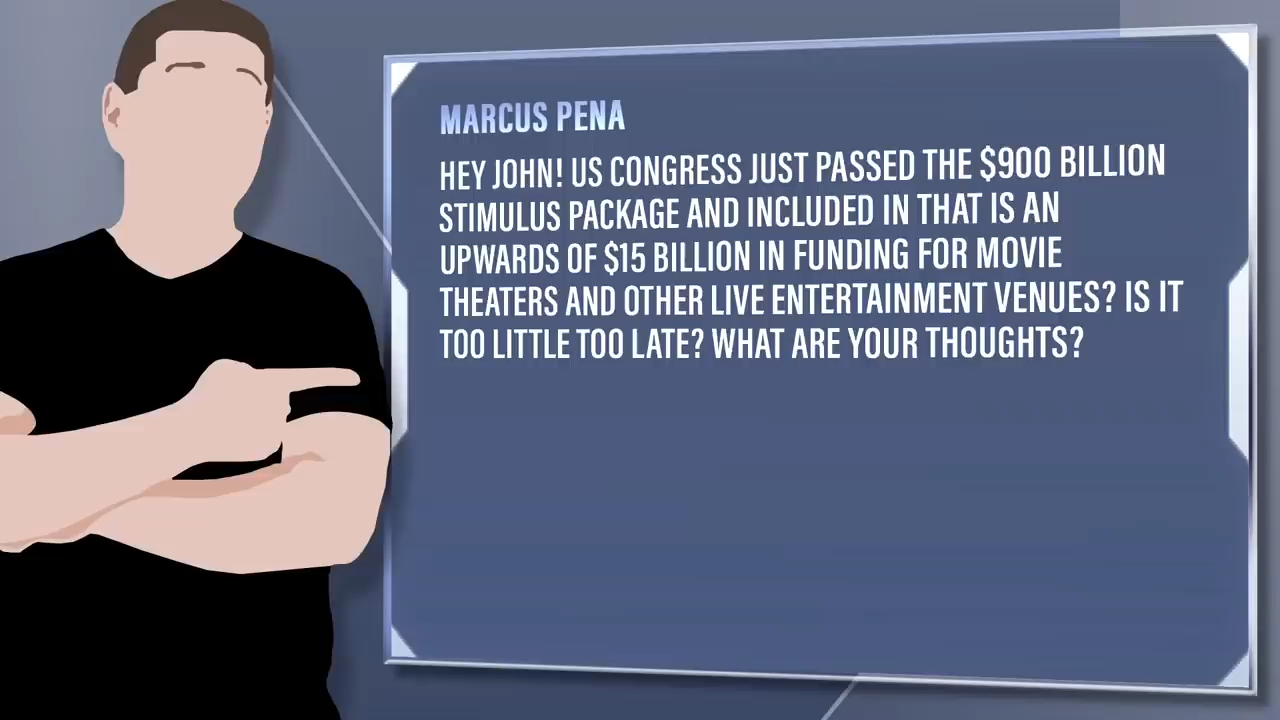 MARCUS PENA
HEY JOHN! US CONGRESS JUST PASSED THE $900 BILLION
STIMULUS PACKAGE AND INCLUDED IN THAT IS AN
UPWARDS OF $15 BILLION IN FUNDING FOR MOVIE
THEATERS AND OTHER LIVE ENTERTAINMENT VENUES? IS IT
TOO LITTLE TOO LATE? WHAT ARE YOUR THOUGHTS?